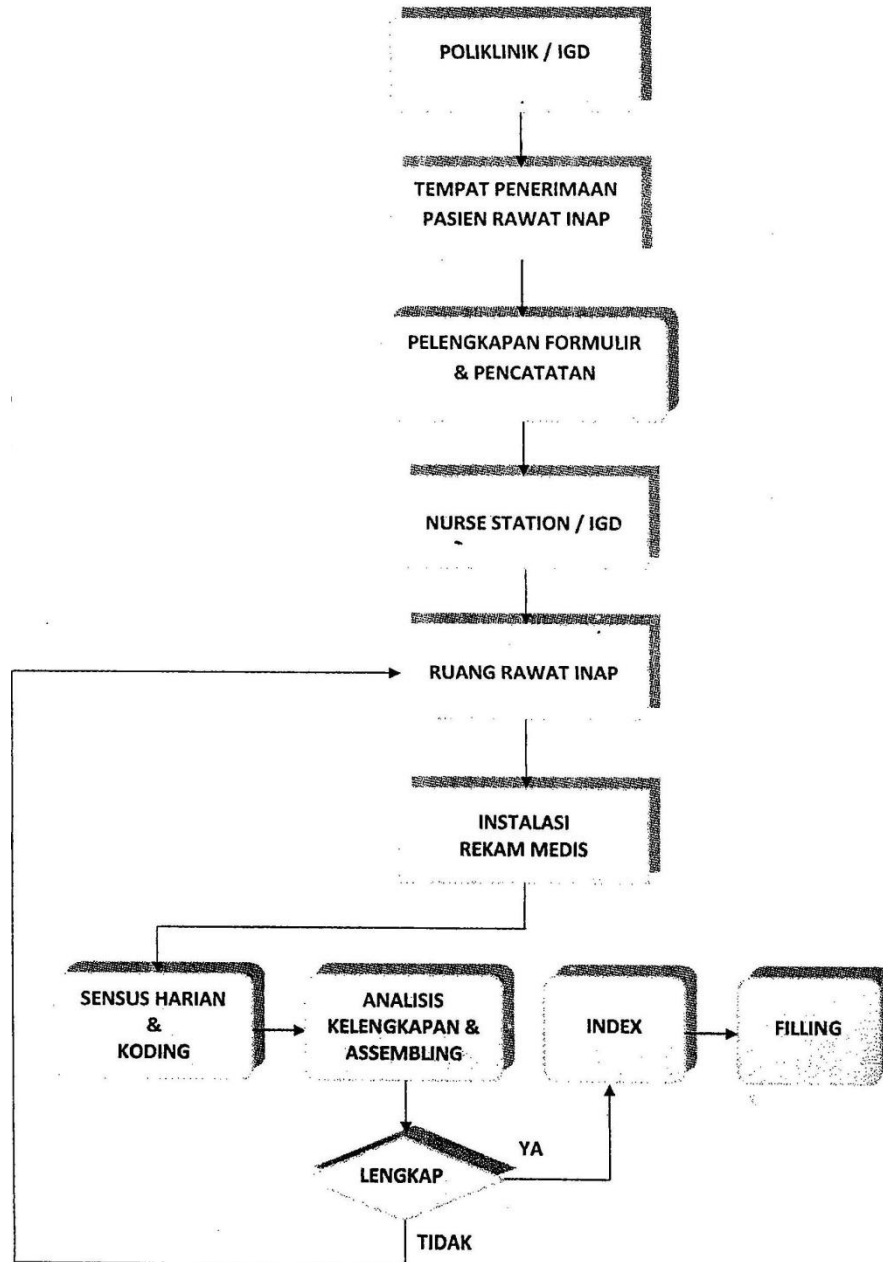 POLIKLINIK / IGD
TEMPAT PENERIMAAN
PASIEN RAWAT INAP
PELENGKAPAN FORMULIR
& PENCATATAN
NURSE STATION / IGD
RUANG RAWAT INAP
INSTALASI
REKAM MEDIS
SENSUS HARIAN
&
KODING
ANALISIS
KELENGKAPAN &
ASSEMBLING
INDEX
FILLING
LENGKAP
YA
TIDAK